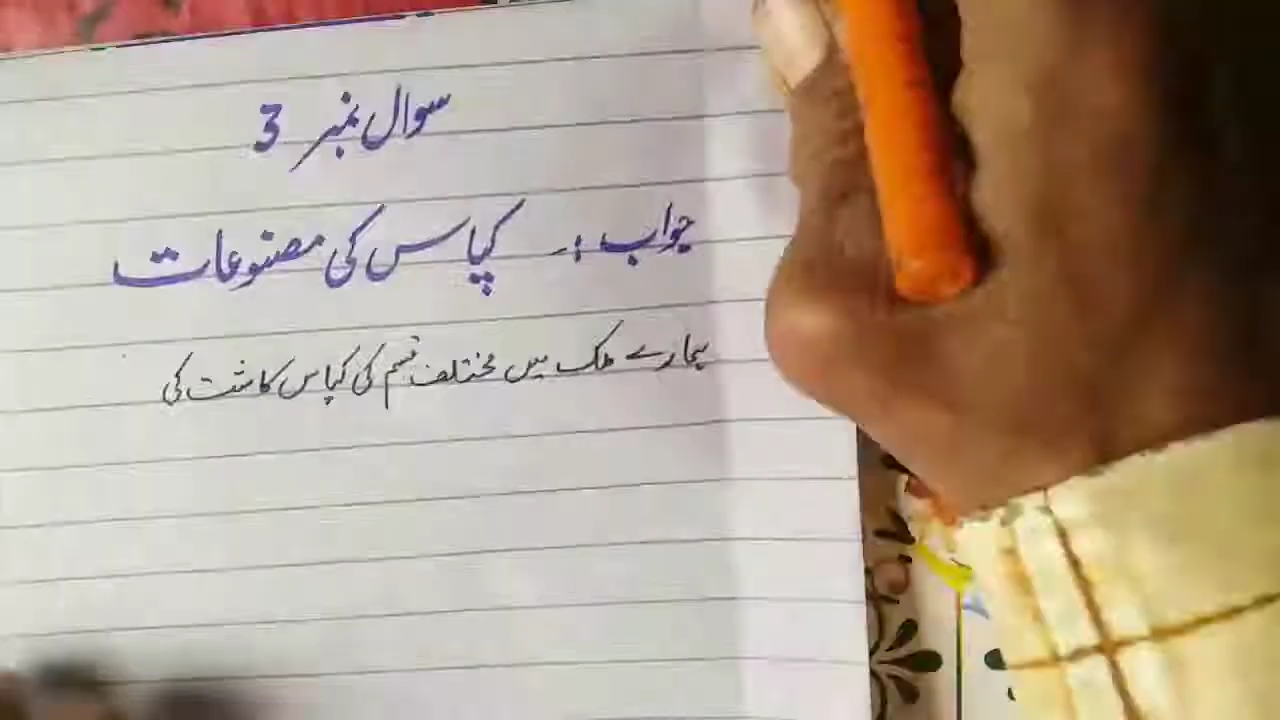 سوال نمبر 3
جواب :۔ کپاس کی مصنوعات
ہمارے ملک میں مختلف قسم کی کپاس کاشت کی